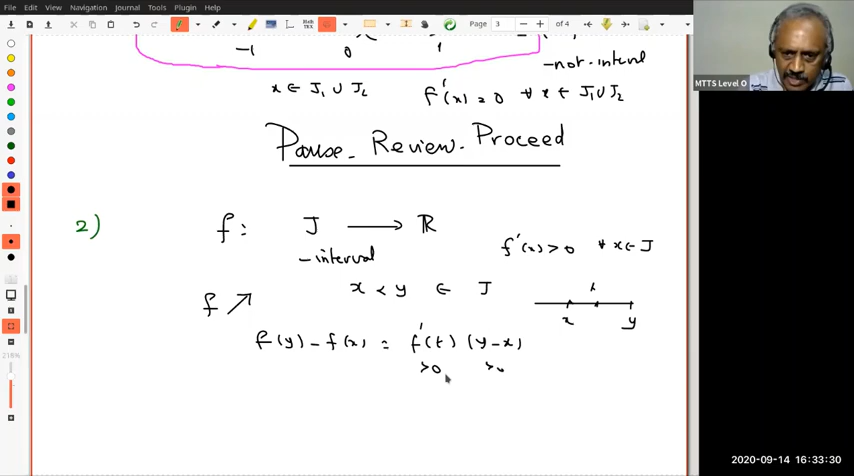 File Edit View Navigation Journal Tools Plugin Help
Page 3 of 4
-1 0 1
-not-interval
x ∈ J₁ ∪ J₂ f'(x) = 0 ∀ x ∈ J₁ ∪ J₂
Pause - Review - Proceed
2) f: J ⟶ ℝ
-interval
f'(x) > 0 ∀ x ∈ J
x < y ∈ J
f ↗
x y
f(y) - f(x) = f'(t) (y-x)
>0 >0
216%
MTTS Level O
2020-09-14 16:33:30